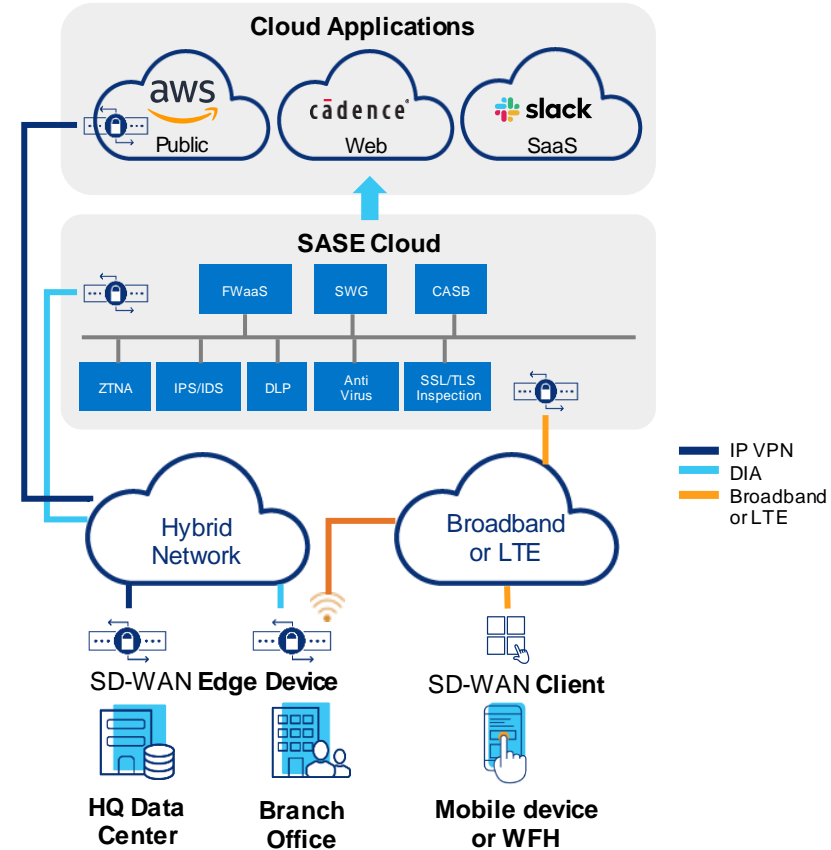 Cloud Applications
aws
Public
cādence®
Web
slack
SaaS
SASE Cloud
FWaaS
SWG
CASB
ZTNA
IPS/IDS
DLP
Anti
Virus
SSL/TLS
Inspection
IP VPN
DIA
Broadband
or LTE
Hybrid
Network
Broadband
or LTE
SD-WAN Edge Device
SD-WAN Client
HQ Data
Center
Branch
Office
Mobile device
or WFH